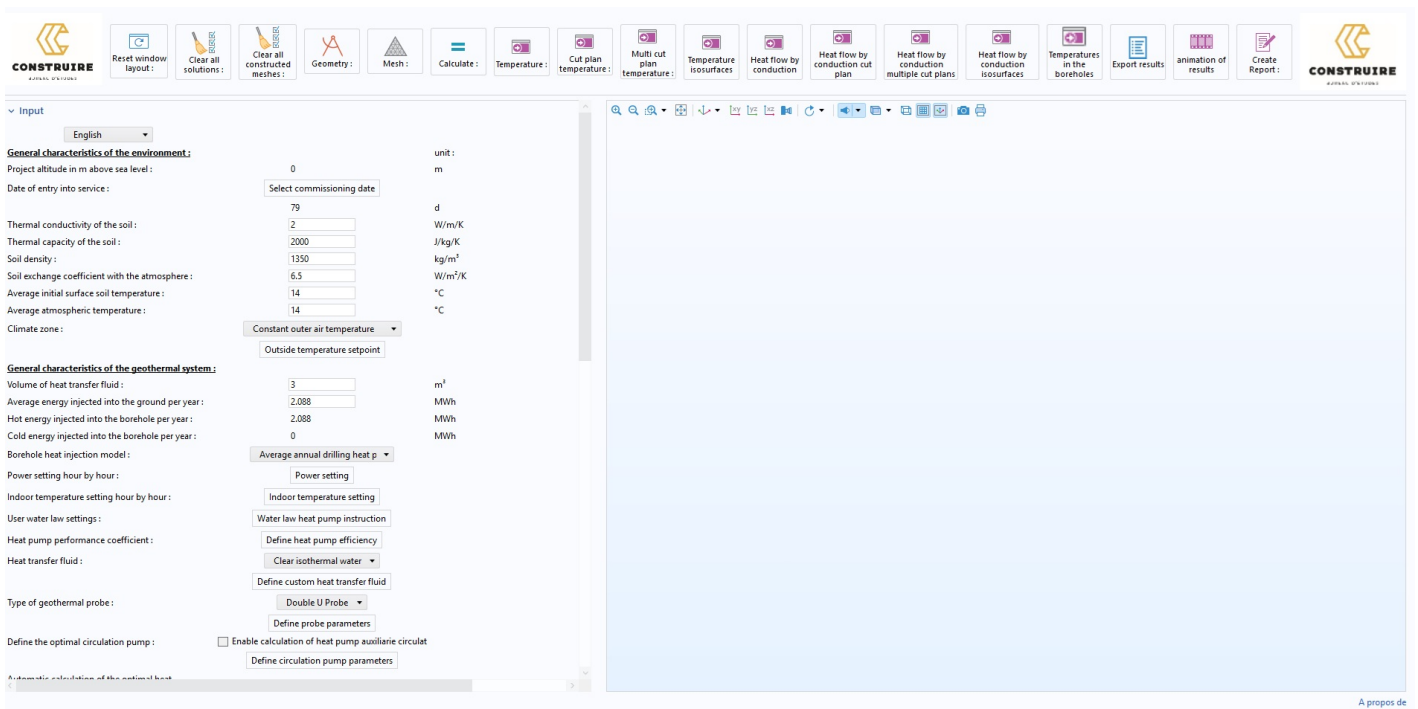 CONSTRUIRE
BUREAU D'ETUDES
Reset window
layout :
Clear all
solutions :
Clear all
constructed
meshes :
Geometry :
Mesh :
Calculate :
Temperature :
Cut plan
temperature :
Multi cut
plan
temperature :
Temperature
isosurfaces
Heat flow by
conduction
Heat flow by
conduction cut
plan
Heat flow by
conduction
multiple cut plans
Heat flow by
conduction
isosurfaces
Temperatures
in the
boreholes
Export results
animation of
results
Create
Report :
CONSTRUIRE
BUREAU D'ETUDES
Input
English
General characteristics of the environment :
unit :
Project altitude in m above sea level :
0
m
Date of entry into service :
Select commissioning date
79
d
Thermal conductivity of the soil :
2
W/m/K
Thermal capacity of the soil :
2000
J/kg/K
Soil density :
1350
kg/m³
Soil exchange coefficient with the atmosphere :
6.5
W/m²/K
Average initial surface soil temperature :
14
°C
Average atmospheric temperature :
14
°C
Climate zone :
Constant outer air temperature
Outside temperature setpoint
General characteristics of the geothermal system :
Volume of heat transfer fluid :
3
m³
Average energy injected into the ground per year :
2.088
MWh
Hot energy injected into the borehole per year :
2.088
MWh
Cold energy injected into the borehole per year :
0
MWh
Borehole heat injection model :
Average annual drilling heat p
Power setting hour by hour :
Power setting
Indoor temperature setting hour by hour :
Indoor temperature setting
User water law settings :
Water law heat pump instruction
Heat pump performance coefficient :
Define heat pump efficiency
Heat transfer fluid :
Clear isothermal water
Define custom heat transfer fluid
Type of geothermal probe :
Double U Probe
Define probe parameters
Define the optimal circulation pump :
Enable calculation of heat pump auxiliarie circulat
Define circulation pump parameters
Automatic calculation of the optimal heat
xy
yz
xz
A propos de